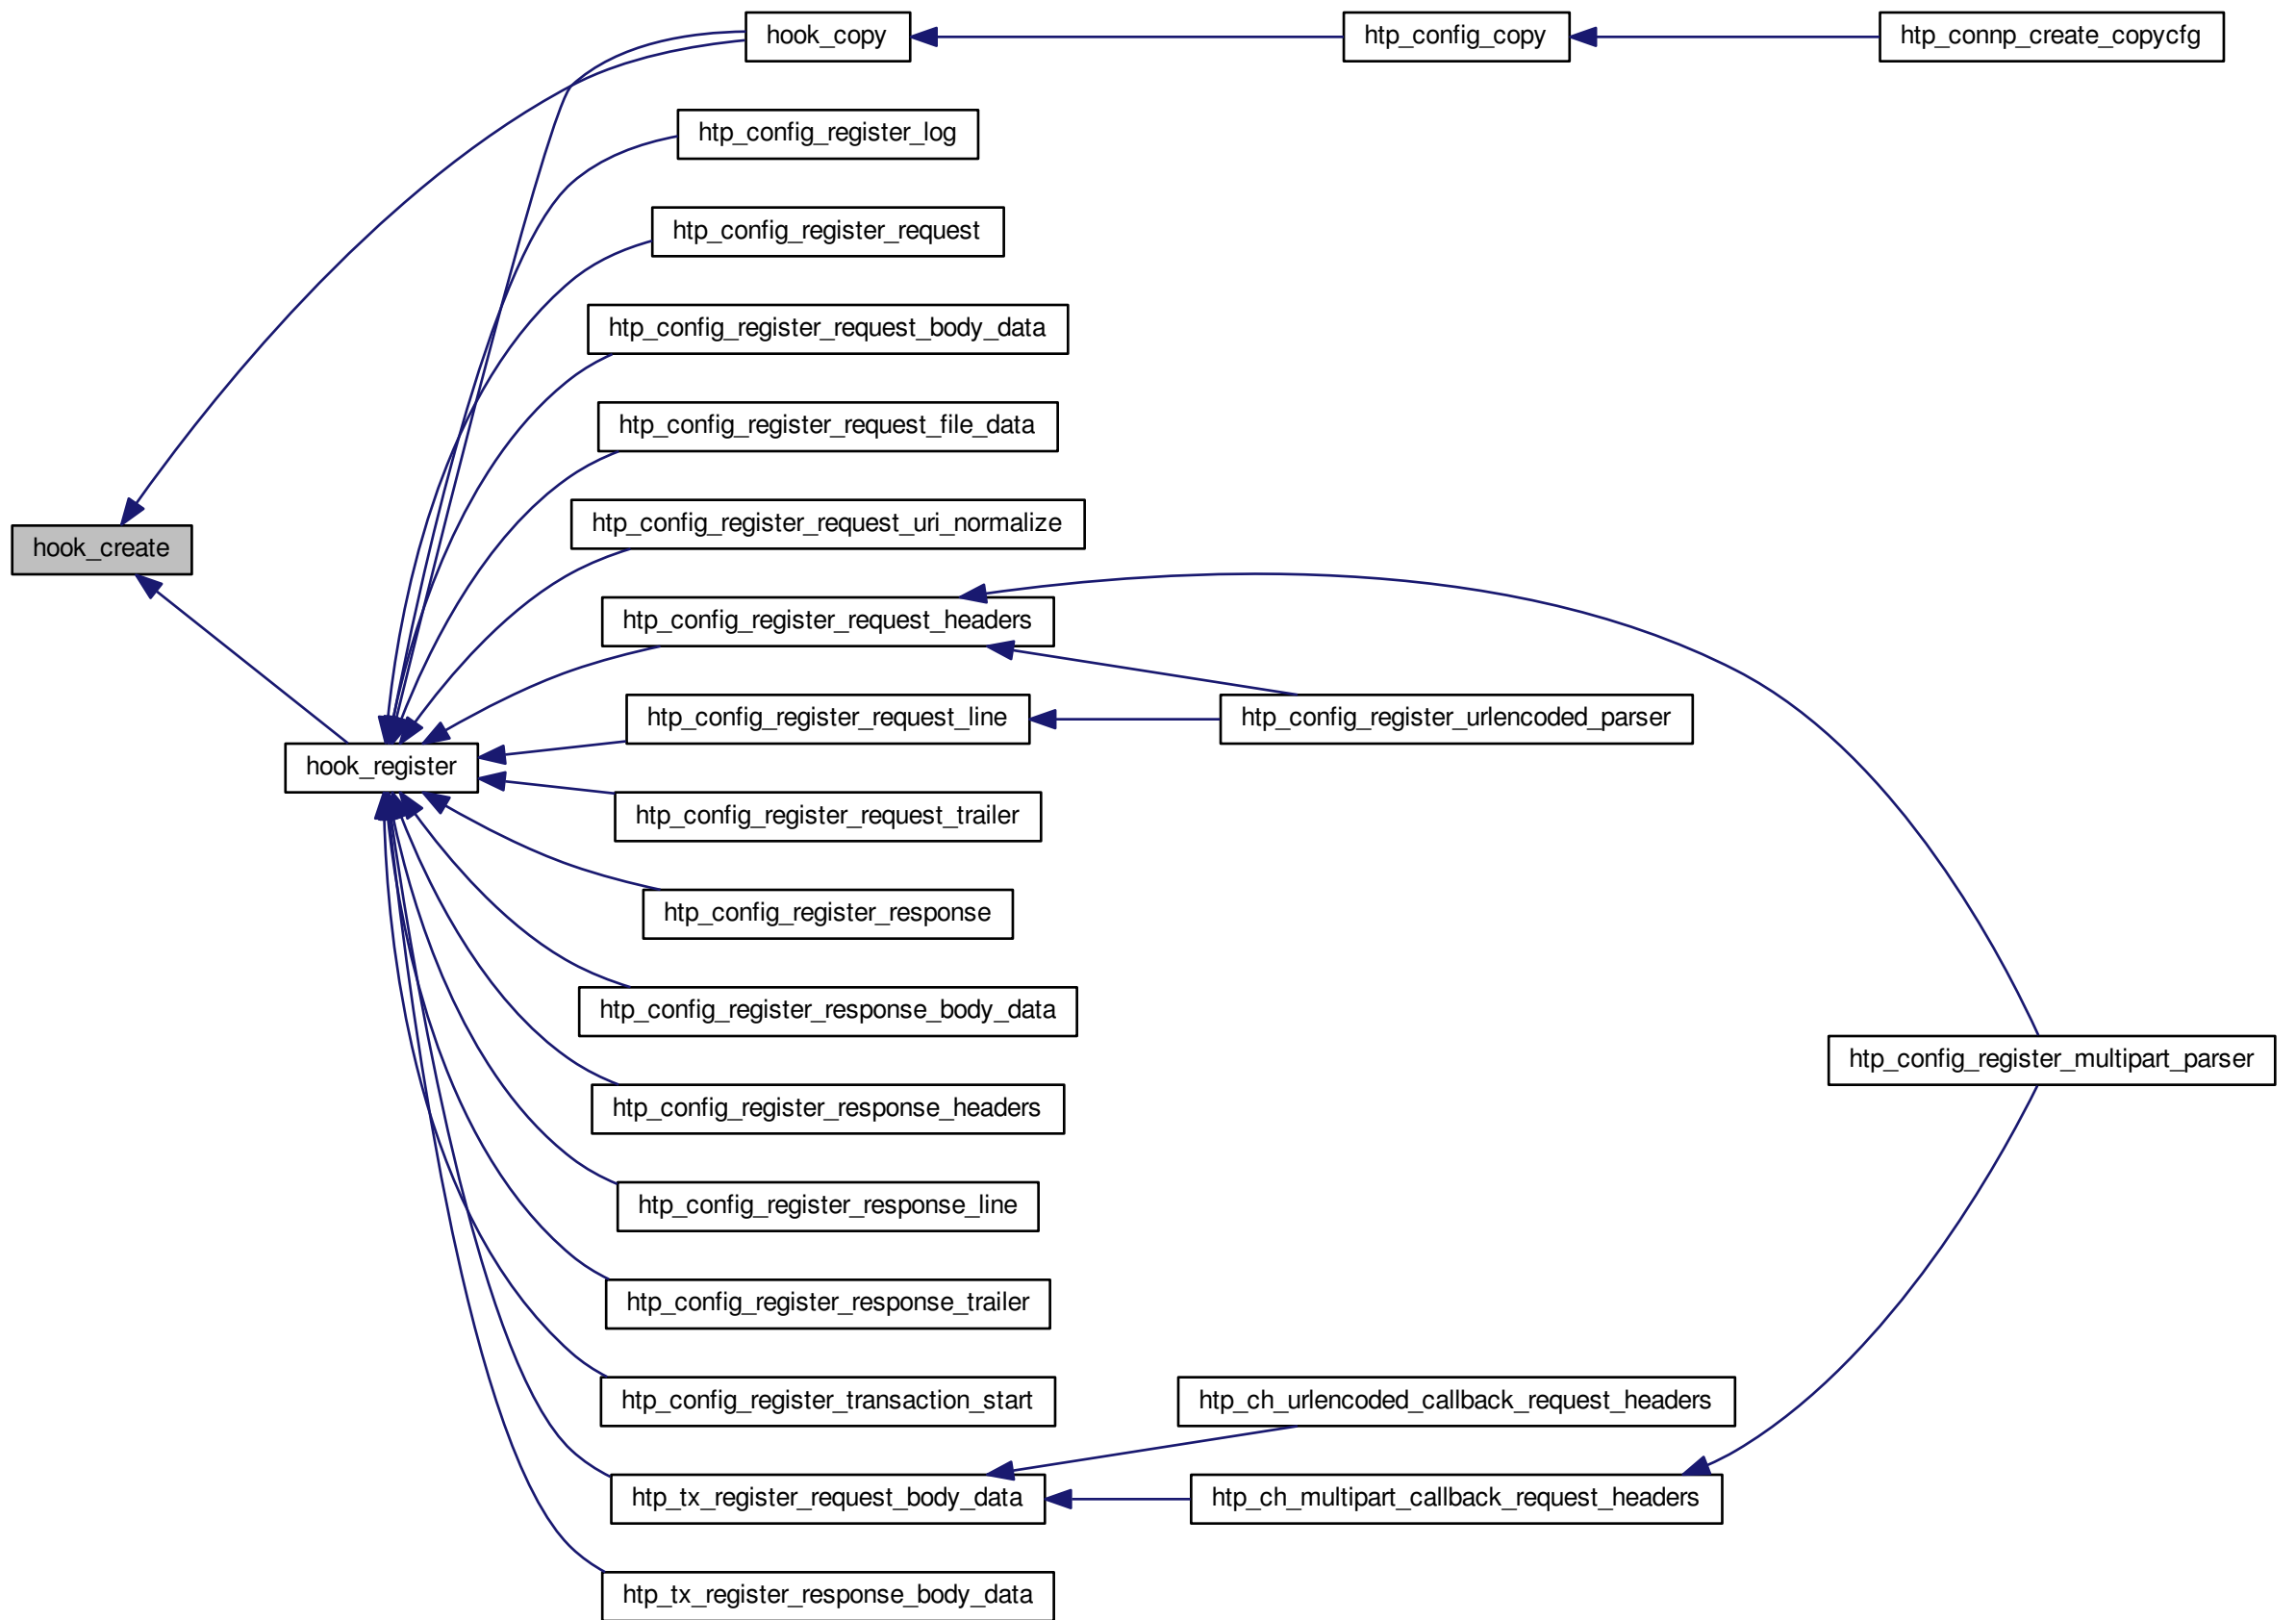 hook_copy
htp_config_copy
htp_connp_create_copycfg
htp_config_register_log
htp_config_register_request
htp_config_register_request_body_data
htp_config_register_request_file_data
htp_config_register_request_uri_normalize
hook_create
htp_config_register_request_headers
htp_config_register_request_line
htp_config_register_urlencoded_parser
hook_register
htp_config_register_request_trailer
htp_config_register_response
htp_config_register_response_body_data
htp_config_register_multipart_parser
htp_config_register_response_headers
htp_config_register_response_line
htp_config_register_response_trailer
htp_config_register_transaction_start
htp_ch_urlencoded_callback_request_headers
htp_tx_register_request_body_data
htp_ch_multipart_callback_request_headers
htp_tx_register_response_body_data